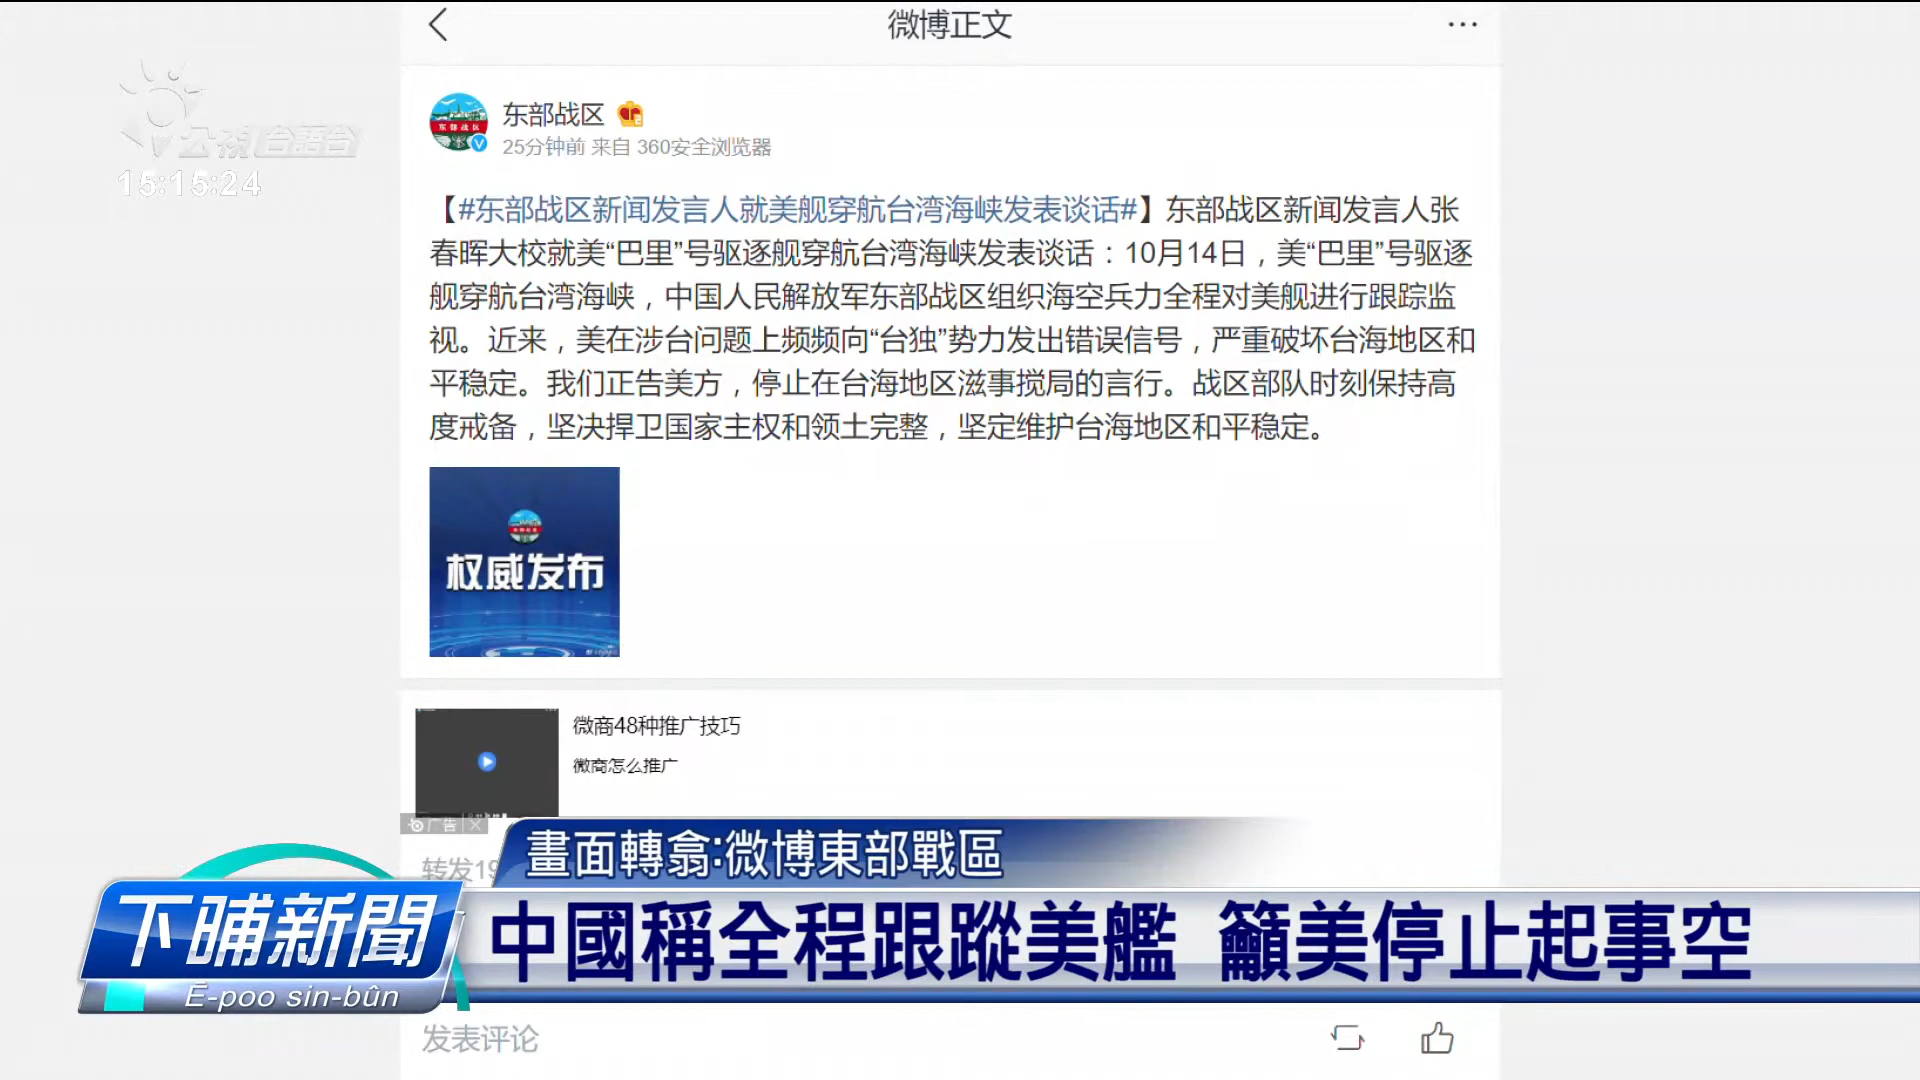 微博正文
东部战区
公視台語台
25分钟前 来自 360安全浏览器
15:15:24
【#东部战区新闻发言人就美舰穿航台湾海峡发表谈话#】东部战区新闻发言人张
春晖大校就美“巴里”号驱逐舰穿航台湾海峡发表谈话：10月14日，美“巴里”号驱逐
舰穿航台湾海峡，中国人民解放军东部战区组织海空兵力全程对美舰进行跟踪监
视。近来，美在涉台问题上频频向“台独”势力发出错误信号，严重破坏台海地区和
平稳定。我们正告美方，停止在台海地区滋事搅局的言行。战区部队时刻保持高
度戒备，坚决捍卫国家主权和领土完整，坚定维护台海地区和平稳定。
权威发布
微商48种推广技巧
微商怎么推广
广告
转发19
畫面轉翕:微博東部戰區
下晡新聞
中國稱全程跟蹤美艦 籲美停止起事空
Ē-poo sin-bûn
发表评论